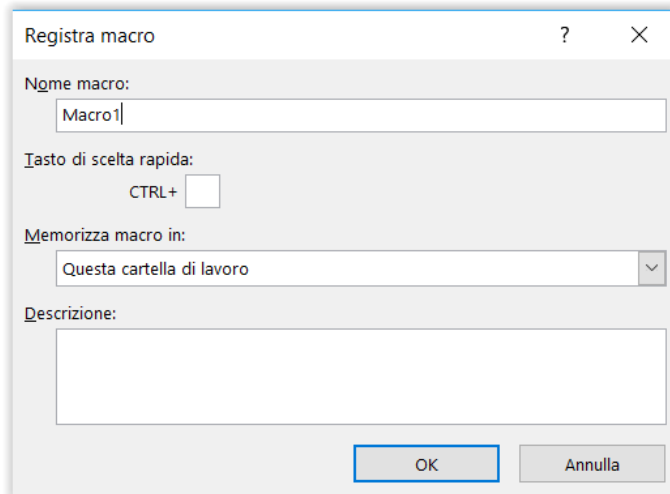 Registra macro ?
Nome macro:
Macro1
Tasto di scelta rapida:
CTRL+
Memorizza macro in:
Questa cartella di lavoro
Descrizione:
OK Annulla